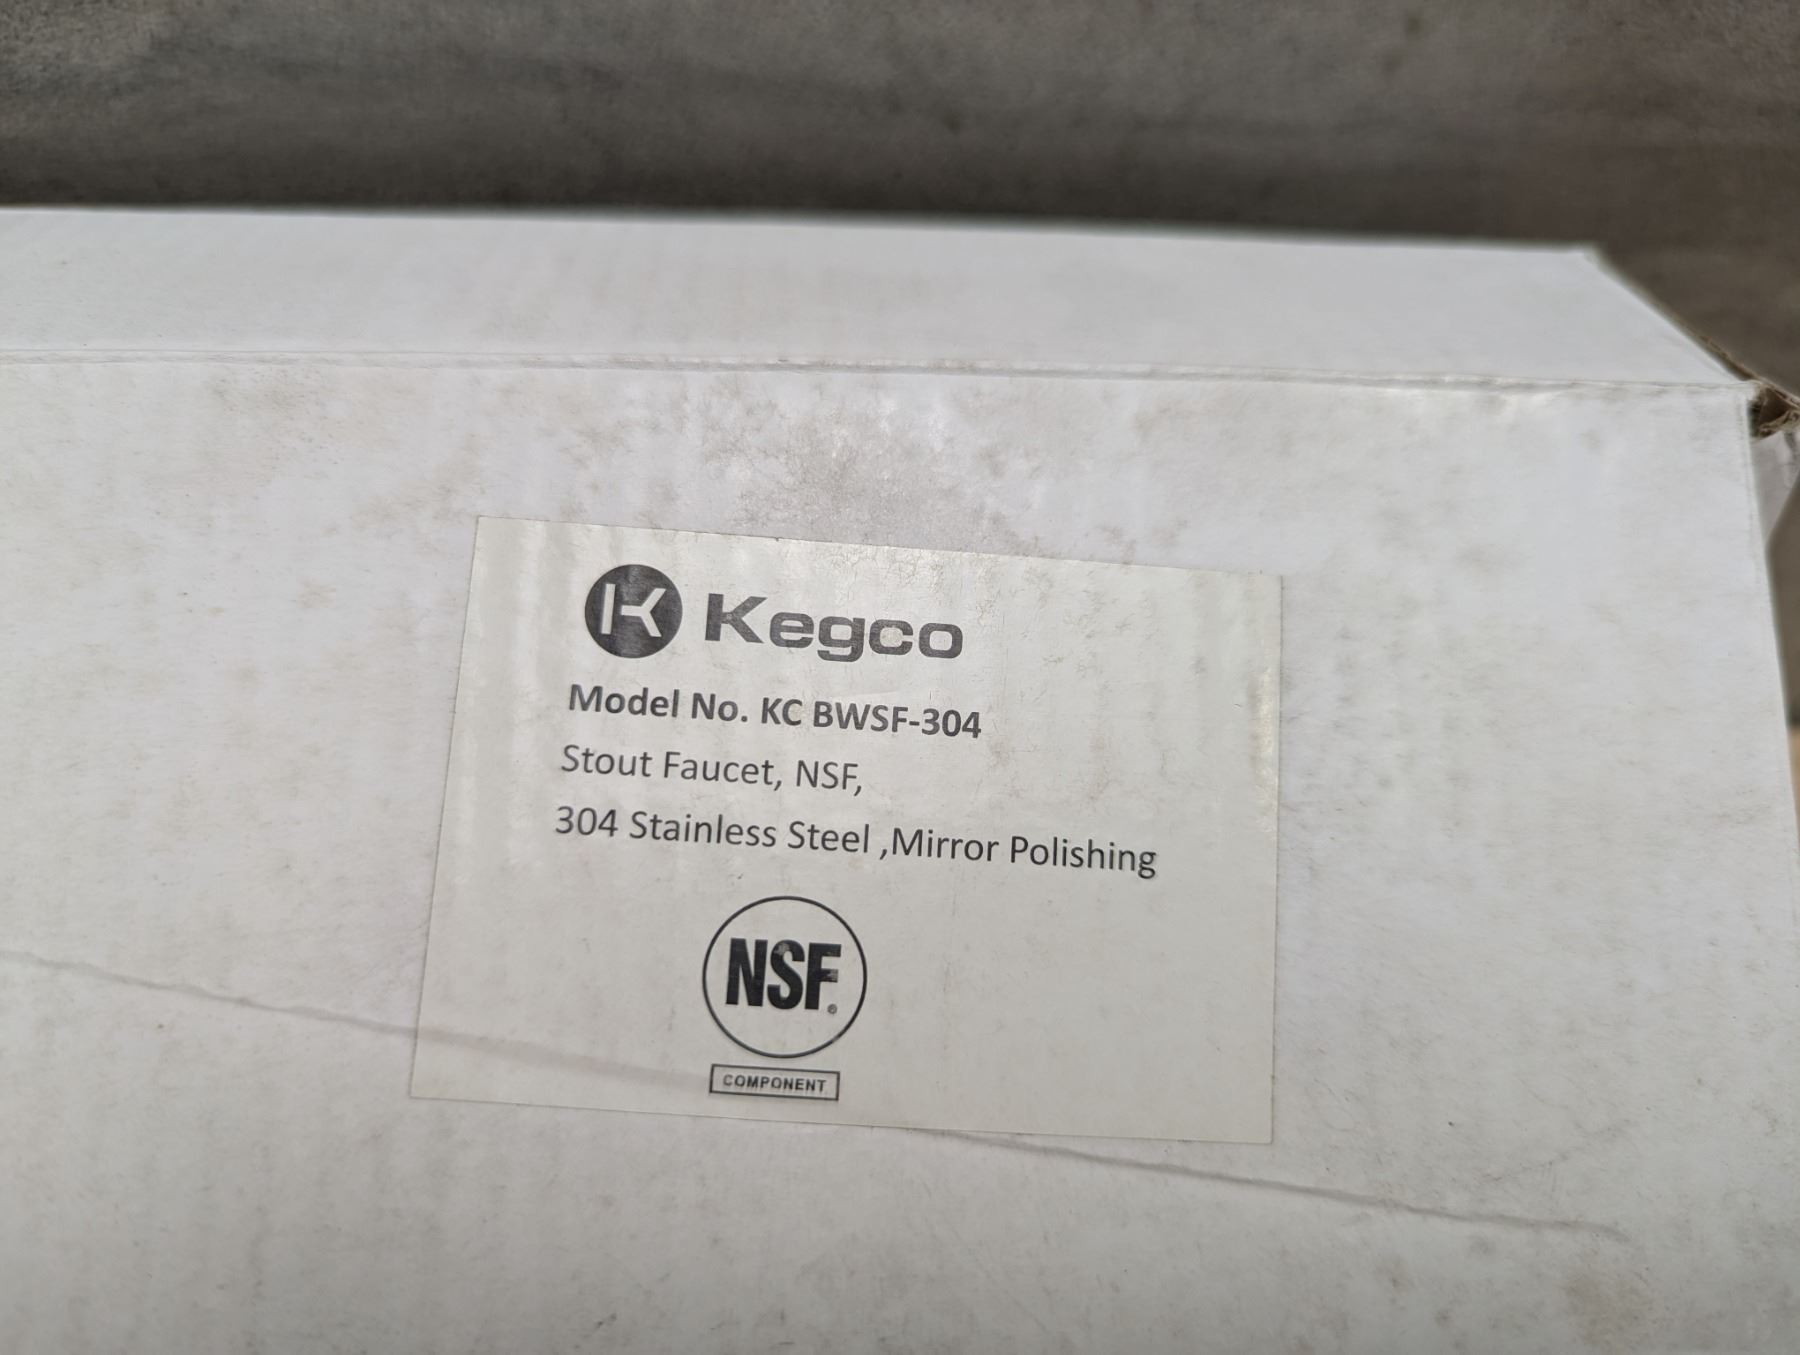 K Kegco
Model No. KC BWSF-304
Stout Faucet, NSF,
304 Stainless Steel ,Mirror Polishing
NSF®
COMPONENT